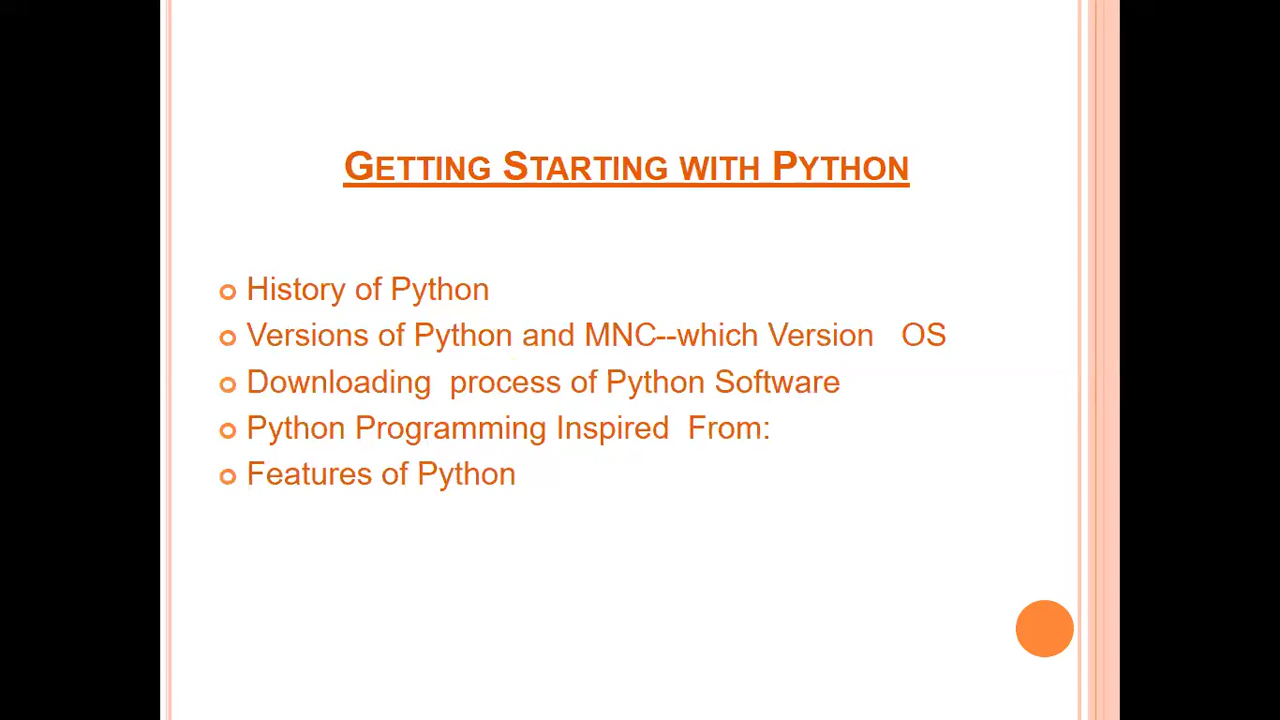 Getting Starting with Python
History of Python
Versions of Python and MNC--which Version OS
Downloading process of Python Software
Python Programming Inspired From:
Features of Python